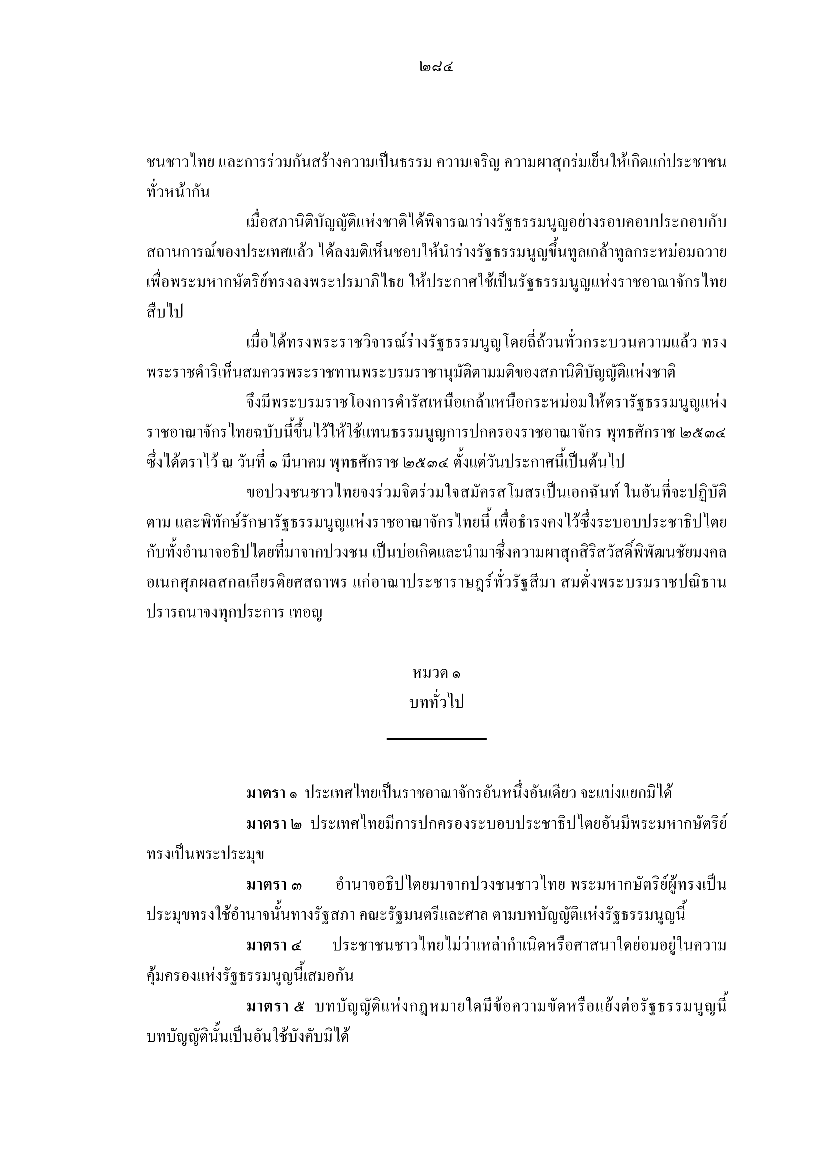 ๒๘๔
ชนชาวไทย และการร่วมกันสร้างความเป็นธรรม ความเจริญ ความผาสุกร่มเย็นให้เกิดแก่ประชาชน
ทั่วหน้ากัน
เมื่อสภานิติบัญญัติแห่งชาติได้พิจารณาร่างรัฐธรรมนูญอย่างรอบคอบประกอบกับ
สถานการณ์ของประเทศแล้ว ได้ลงมติเห็นชอบให้นำร่างรัฐธรรมนูญขึ้นทูลเกล้าทูลกระหม่อมถวาย
เพื่อพระมหากษัตริย์ทรงลงพระปรมาภิไธย ให้ประกาศใช้เป็นรัฐธรรมนูญแห่งราชอาณาจักรไทย
สืบไป
เมื่อได้ทรงพระราชวิจารณ์ร่างรัฐธรรมนูญโดยถี่ถ้วนทั่วกระบวนความแล้ว ทรง
พระราชดำริเห็นสมควรพระราชทานพระบรมราชานุมัติตามมติของสภานิติบัญญัติแห่งชาติ
จึงมีพระบรมราชโองการดำรัสเหนือเกล้าเหนือกระหม่อมให้ตรารัฐธรรมนูญแห่ง
ราชอาณาจักรไทยฉบับนี้ขึ้นไว้ให้ใช้แทนธรรมนูญการปกครองราชอาณาจักร พุทธศักราช ๒๕๓๔
ซึ่งได้ตราไว้ ณ วันที่ ๑ มีนาคม พุทธศักราช ๒๕๓๔ ตั้งแต่วันประกาศนี้เป็นต้นไป
ขอปวงชนชาวไทยจงร่วมจิตร่วมใจสมัครสโมสรเป็นเอกฉันท์ ในอันที่จะปฏิบัติ
ตาม และพิทักษ์รักษารัฐธรรมนูญแห่งราชอาณาจักรไทยนี้ เพื่อธำรงคงไว้ซึ่งระบอบประชาธิปไตย
กับทั้งอำนาจอธิปไตยที่มาจากปวงชน เป็นบ่อเกิดและนำมาซึ่งความผาสุกสิริสวัสดิ์พิพัฒนชัยมงคล
อเนกศุภผลสกลเกียรติยศสถาพร แก่อาณาประชาราษฎร์ทั่วรัฐสีมา สมดั่งพระบรมราชปณิธาน
ปรารถนาจงทุกประการ เทอญ
หมวด ๑
บททั่วไป
มาตรา ๑ ประเทศไทยเป็นราชอาณาจักรอันหนึ่งอันเดียว จะแบ่งแยกมิได้
มาตรา ๒ ประเทศไทยมีการปกครองระบอบประชาธิปไตยอันมีพระมหากษัตริย์
ทรงเป็นพระประมุข
มาตรา ๓ อำนาจอธิปไตยมาจากปวงชนชาวไทย พระมหากษัตริย์ผู้ทรงเป็น
ประมุขทรงใช้อำนาจนั้นทางรัฐสภา คณะรัฐมนตรีและศาล ตามบทบัญญัติแห่งรัฐธรรมนูญนี้
มาตรา ๔ ประชาชนชาวไทยไม่ว่าเหล่ากำเนิดหรือศาสนาใดย่อมอยู่ในความ
คุ้มครองแห่งรัฐธรรมนูญนี้เสมอกัน
มาตรา ๕ บทบัญญัติแห่งกฎหมายใดมีข้อความขัดหรือแย้งต่อรัฐธรรมนูญนี้
บทบัญญัตินั้นเป็นอันใช้บังคับมิได้